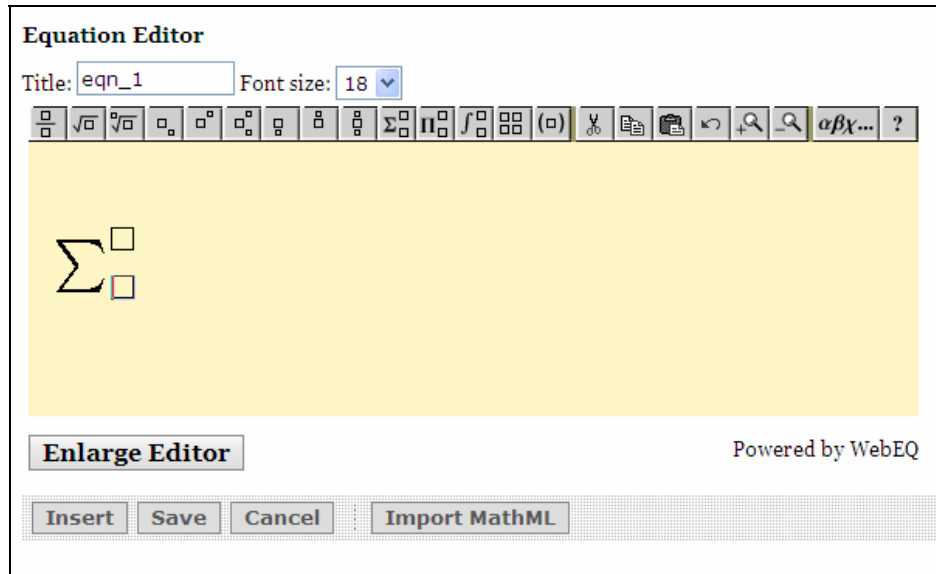 Equation Editor
Title: eqn_1 Font size: 18
√ √ Σ Π ∫ ( ) αβχ... ?
Σ
Enlarge Editor Powered by WebEQ
Insert Save Cancel Import MathML